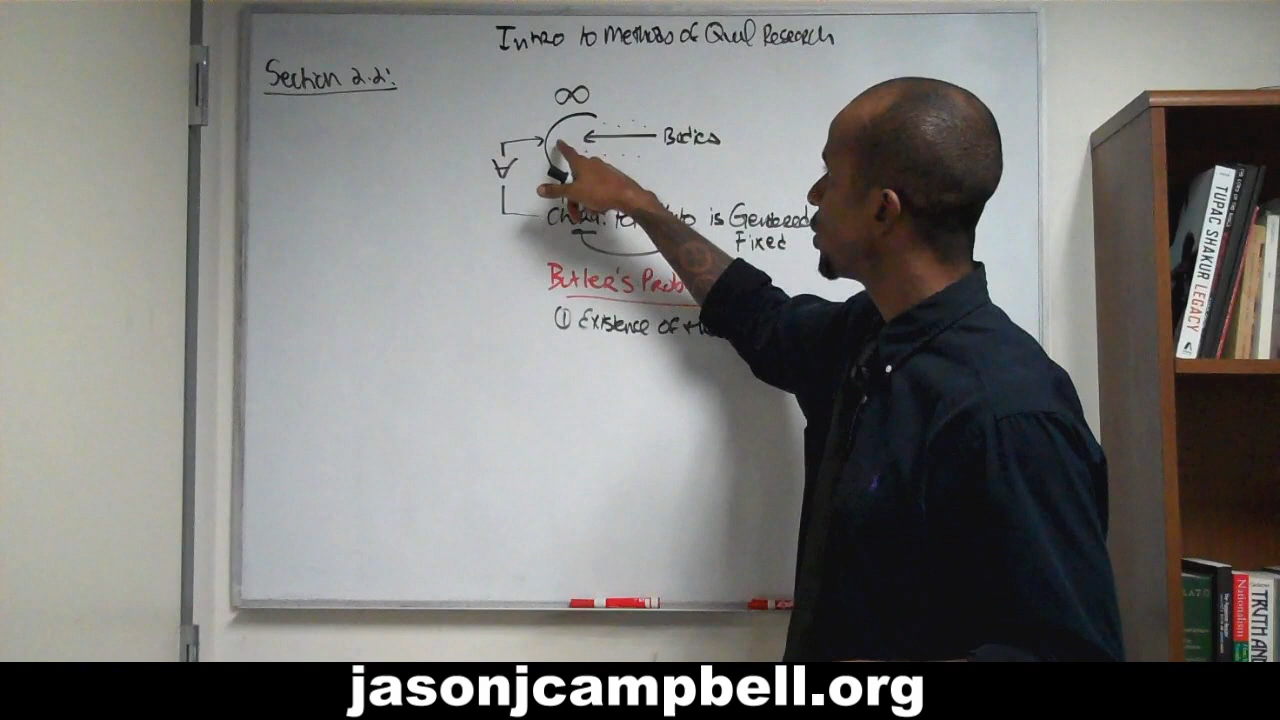 Intro to Methods of Qual Research
Section 2.2:
∞
Bodies
∀
is Gendered
Fixed
Butler's Prob
① Existence of
TUPAC SHAKUR LEGACY
PLATO
Nationalism
TRUTH AND
jasonjcampbell.org